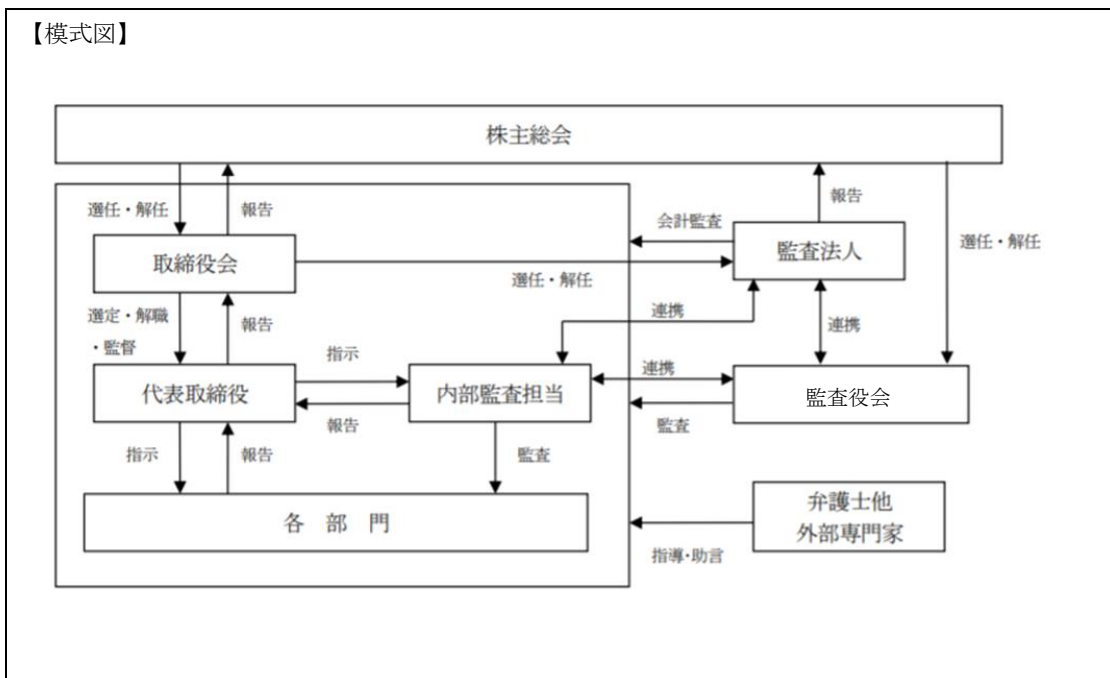 【模式図】
株主総会
選任・解任
報告
報告
会計監査
監査法人
選任・解任
取締役会
選任・解任
選定・解職
・監督
報告
連携
連携
指示
連携
代表取締役
内部監査担当
監査役会
報告
監査
指示
報告
監査
各 部 門
弁護士他
外部専門家
指導・助言